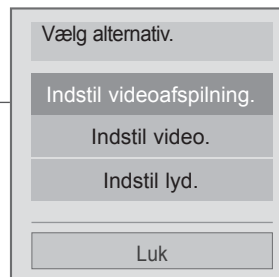 Vælg alternativ.
Indstil videoafspilning.
Indstil video.
Indstil lyd.
Luk